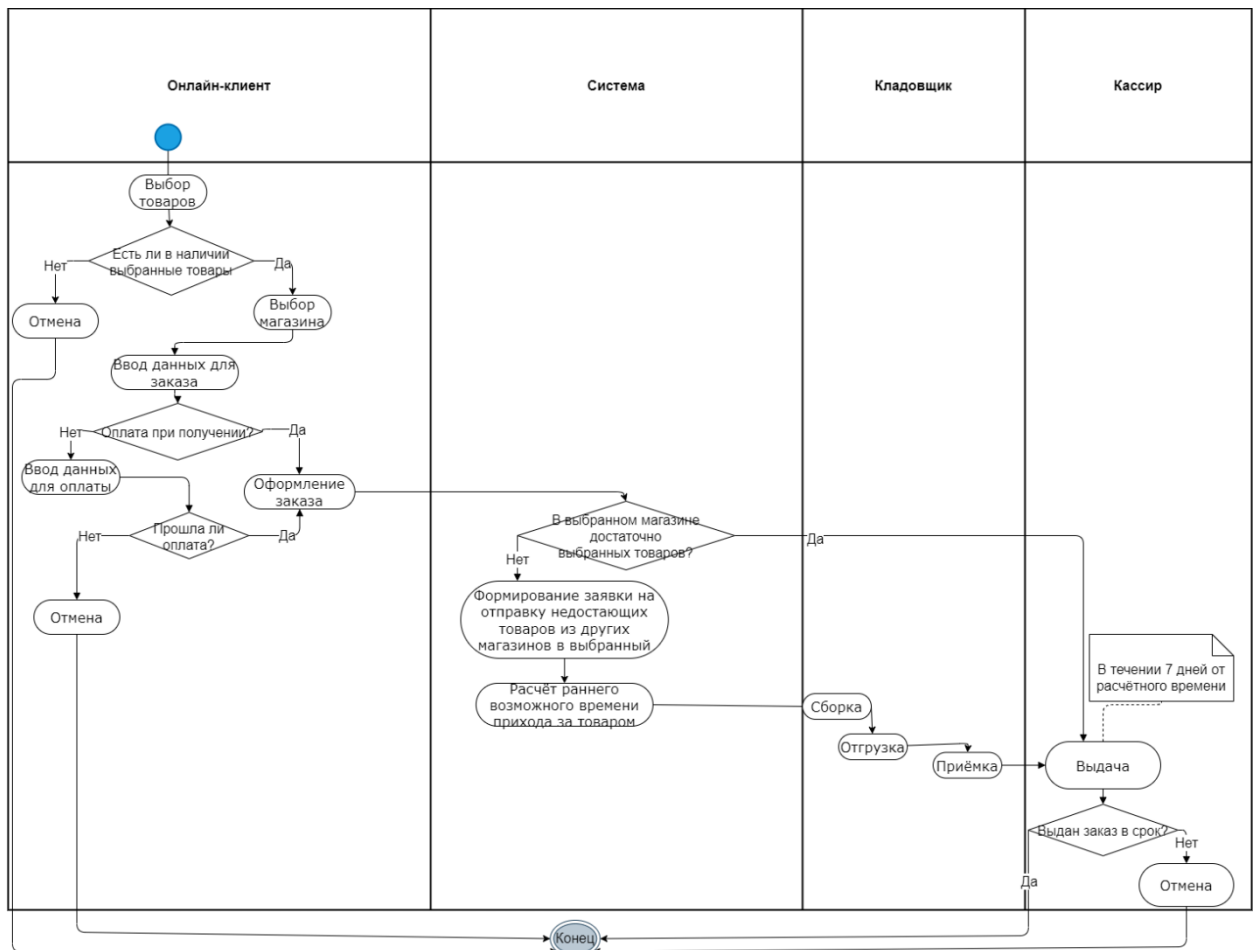 Онлайн-клиент
Система
Кладовщик
Кассир
Выбор
товаров
Есть ли в наличии
выбранные товары
Нет
Да
Отмена
Выбор
магазина
Ввод данных для
заказа
Оплата при получении?
Нет
Да
Ввод данных
для оплаты
Оформление
заказа
Прошла ли
оплата?
Нет
Да
Отмена
В выбранном магазине
достаточно
выбранных товаров?
Нет
Да
Формирование заявки на
отправку недостающих
товаров из других
магазинов в выбранный
Расчёт раннего
возможного времени
прихода за товаром
Сборка
Отгрузка
Приёмка
В течении 7 дней от
расчётного времени
Выдача
Выдан заказ в срок?
Нет
Да
Отмена
Конец